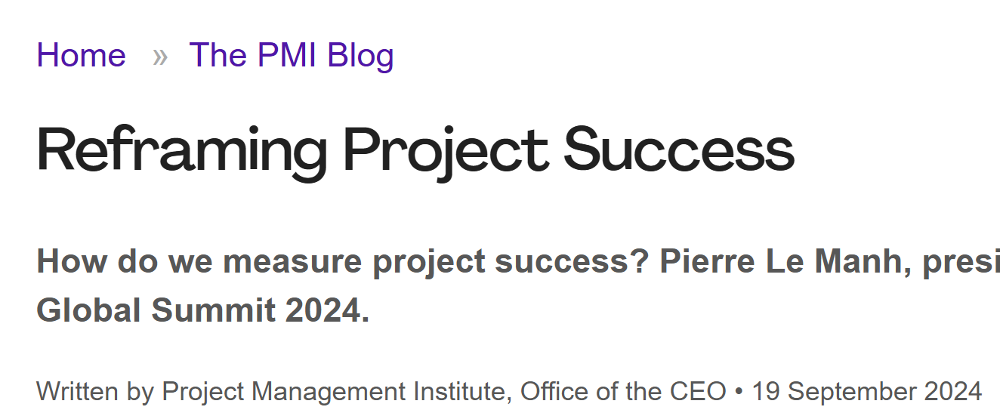 Home » The PMI Blog
Reframing Project Success
How do we measure project success? Pierre Le Manh, presi
Global Summit 2024.
Written by Project Management Institute, Office of the CEO • 19 September 2024